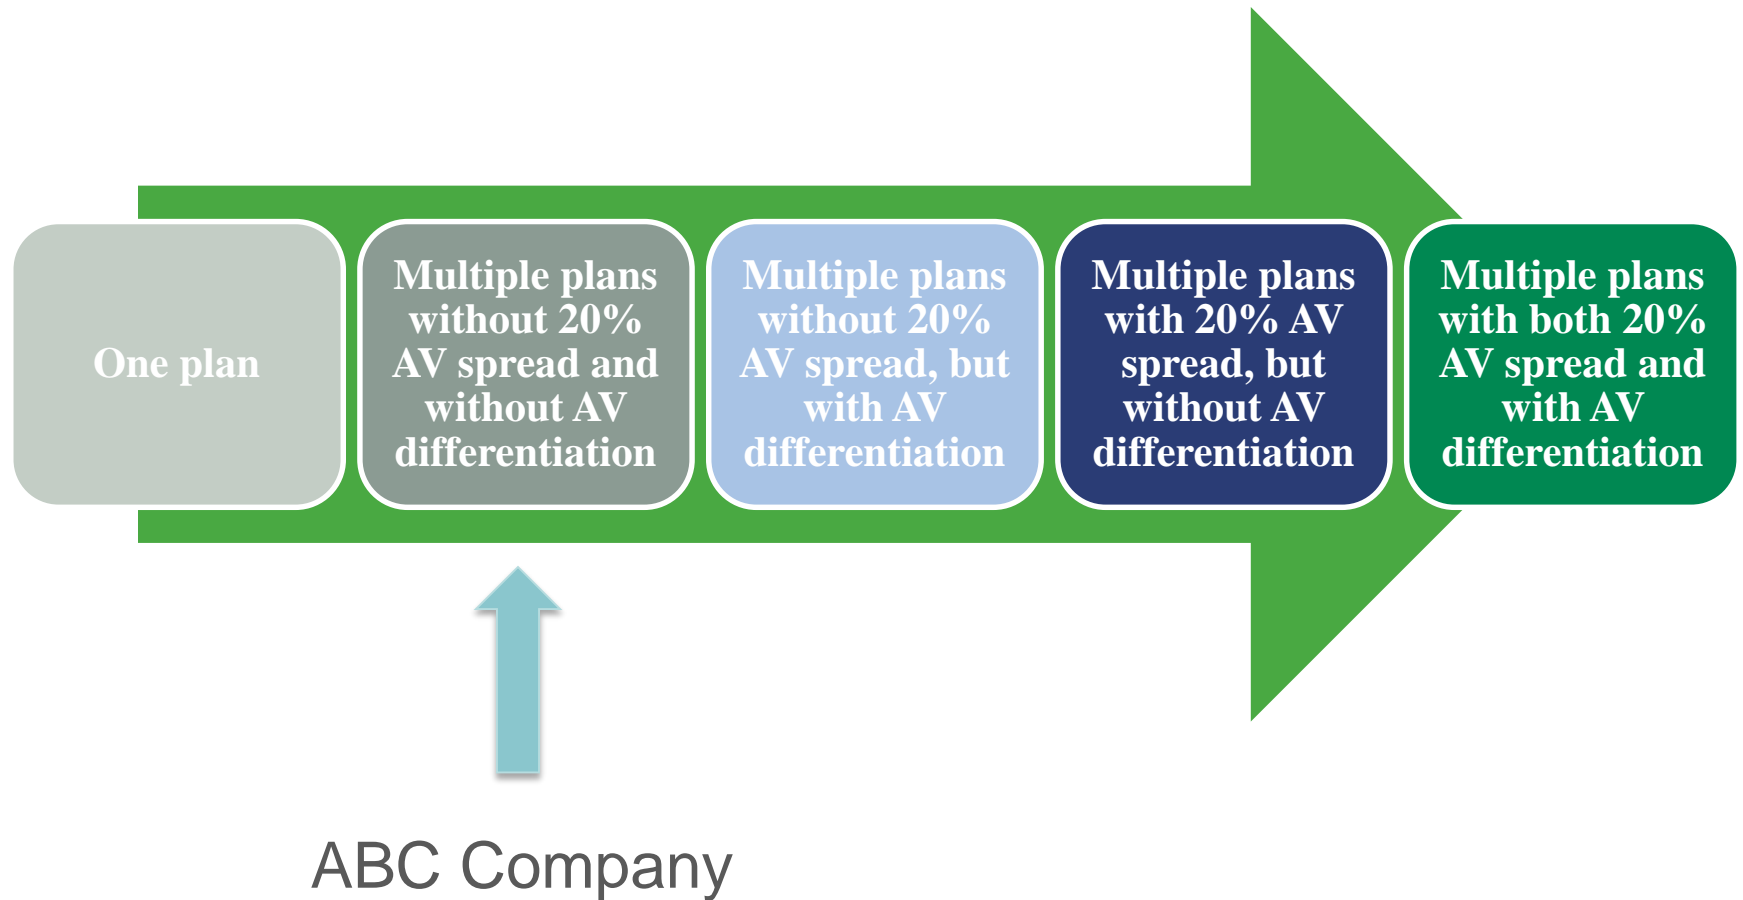 One plan
Multiple plans
without 20%
AV spread and
without AV
differentiation
Multiple plans
without 20%
AV spread, but
with AV
differentiation
Multiple plans
with 20% AV
spread, but
without AV
differentiation
Multiple plans
with both 20%
AV spread and
with AV
differentiation
ABC Company